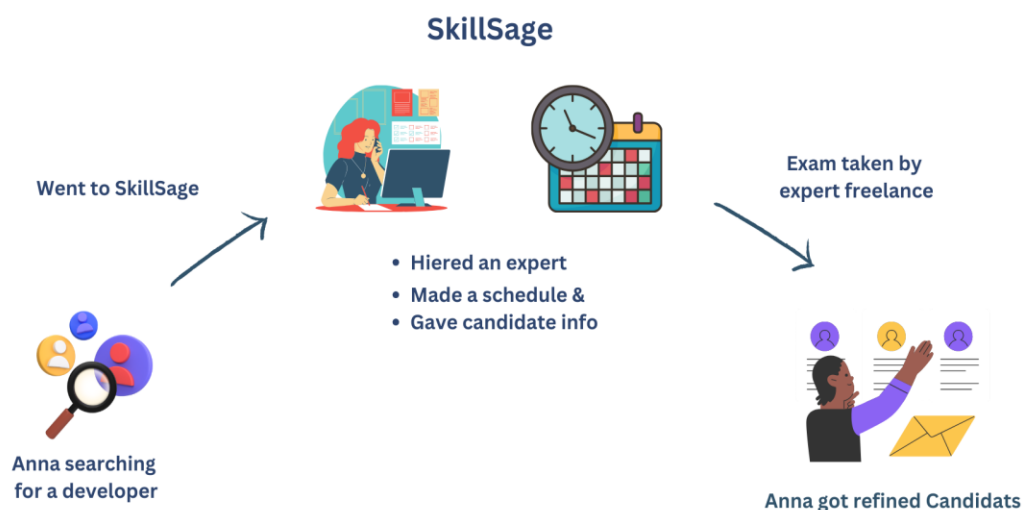 SkillSage
Went to SkillSage
Exam taken by
expert freelance
• Hiered an expert
• Made a schedule &
• Gave candidate info
Anna searching
for a developer
Anna got refined Candidats